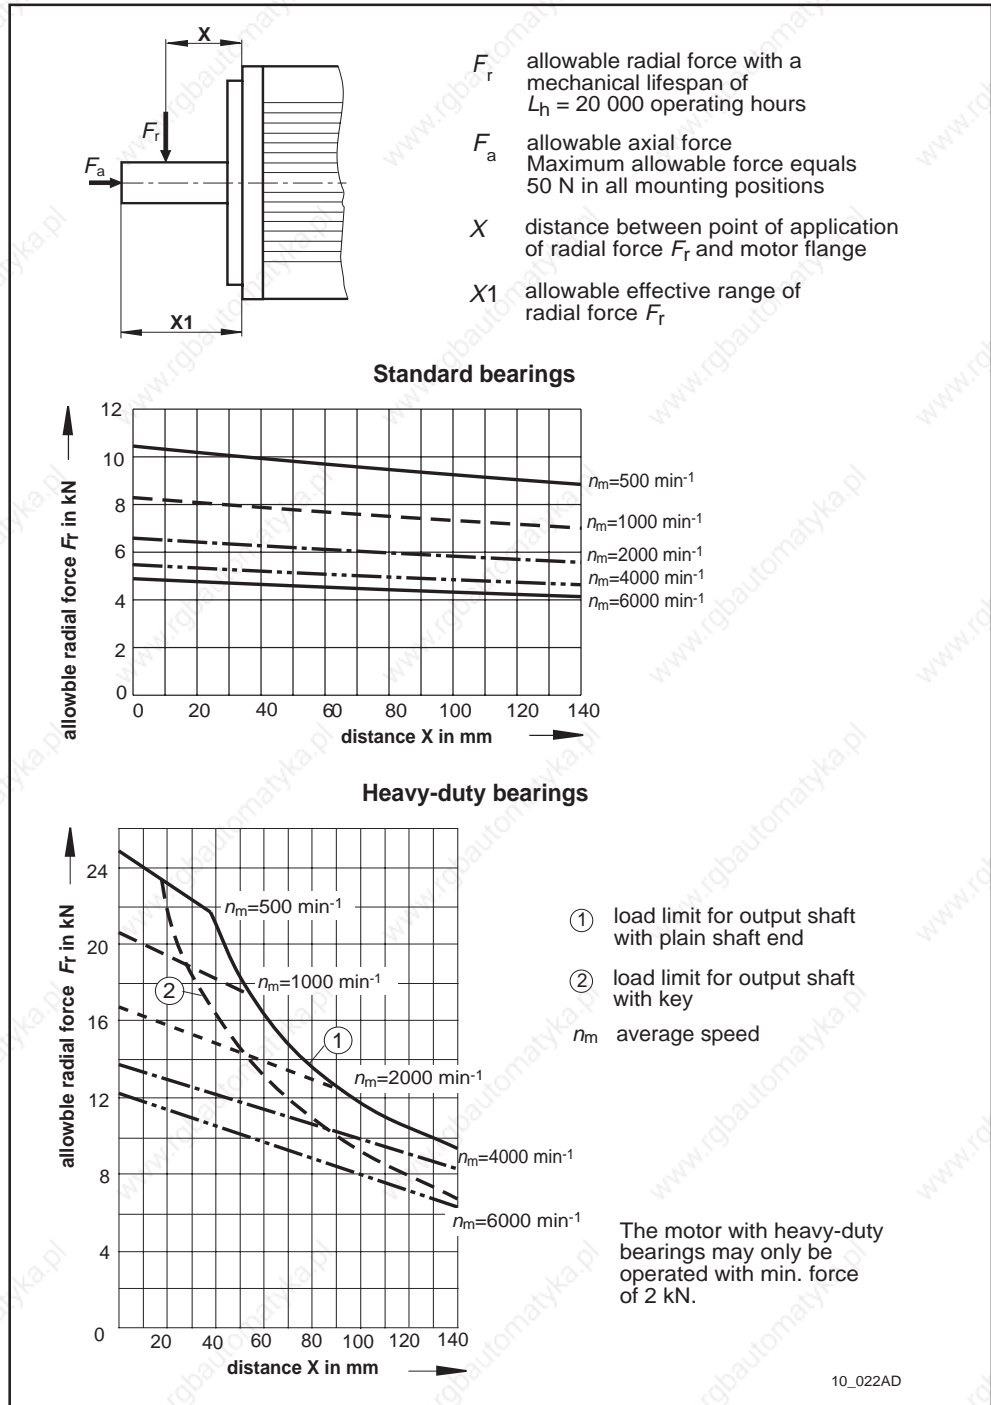 X
Fr
Fa
X1
Fr allowable radial force with a
mechanical lifespan of
Lh = 20 000 operating hours
Fa allowable axial force
Maximum allowable force equals
50 N in all mounting positions
X distance between point of application
of radial force Fr and motor flange
X1 allowable effective range of
radial force Fr
Standard bearings
allowble radial force Fr in kN
12
10
8
6
4
2
0
nm=500 min-1
nm=1000 min-1
nm=2000 min-1
nm=4000 min-1
nm=6000 min-1
0 20 40 60 80 100 120 140
distance X in mm
Heavy-duty bearings
allowble radial force Fr in kN
24
20
16
12
8
4
0
nm=500 min-1
nm=1000 min-1
2
1
nm=2000 min-1
nm=4000 min-1
nm=6000 min-1
20 40 60 80 100 120 140
distance X in mm
1 load limit for output shaft
with plain shaft end
2 load limit for output shaft
with key
nm average speed
The motor with heavy-duty
bearings may only be
operated with min. force
of 2 kN.
10_022AD
www.rgbautomatyka.pl